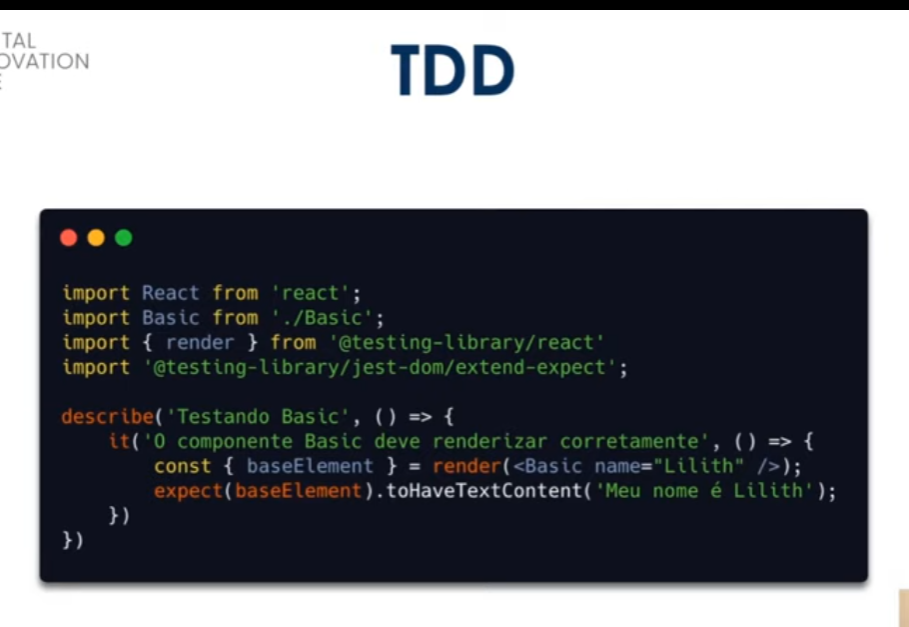 TAL
OVATION
E
TDD
import React from 'react';
import Basic from './Basic';
import { render } from '@testing-library/react'
import '@testing-library/jest-dom/extend-expect';
describe('Testando Basic', () => {
    it('O componente Basic deve renderizar corretamente', () => {
        const { baseElement } = render(<Basic name="Lilith" />);
        expect(baseElement).toHaveTextContent('Meu nome é Lilith');
    })
})